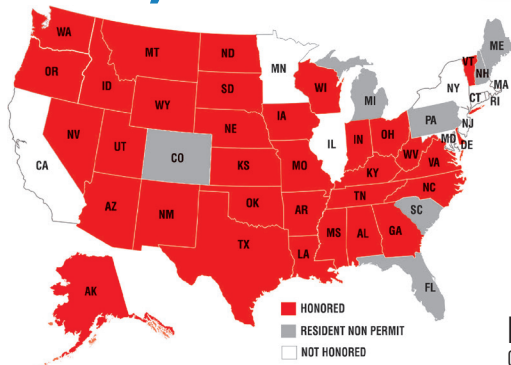 WA
MT
ND
MN
VT
ME
OR
ID
SD
WI
NH
NY
MA
WY
MI
CT
RI
IA
PA
NV
NE
NJ
UT
IL
IN
OH
MD
DE
CA
CO
WV
VA
KS
MO
KY
NC
AZ
NM
OK
TN
AR
SC
MS
AL
GA
TX
LA
FL
AK
HONORED
RESIDENT NON PERMIT
NOT HONORED